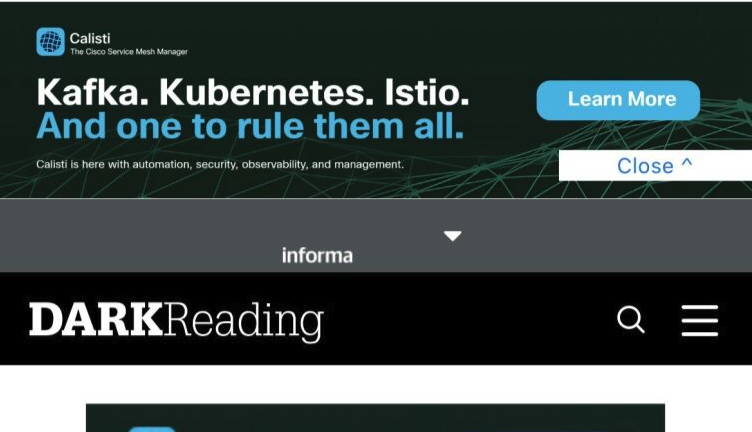 Calisti
The Cisco Service Mesh Manager
Kafka. Kubernetes. Istio.
And one to rule them all.
Learn More
Calisti is here with automation, security, observability, and management.
Close ^
informa
DARKReading